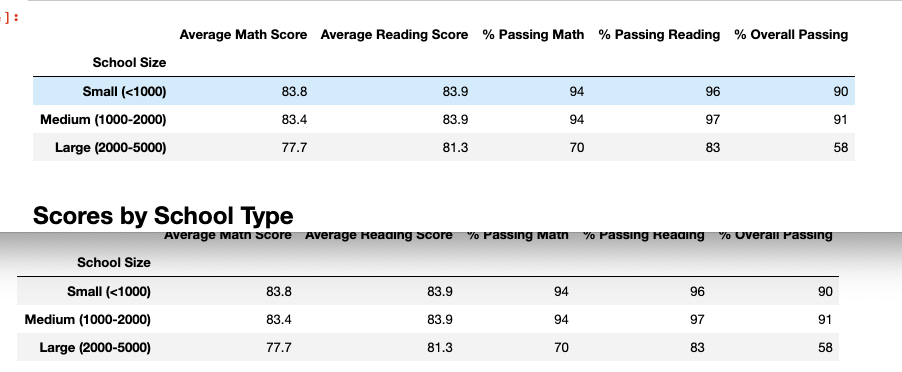 ]:
Average Math Score Average Reading Score % Passing Math % Passing Reading % Overall Passing
School Size
Small (<1000) 83.8 83.9 94 96 90
Medium (1000-2000) 83.4 83.9 94 97 91
Large (2000-5000) 77.7 81.3 70 83 58
Scores by School Type
Average Math Score Average Reading Score % Passing Math % Passing Reading % Overall Passing
School Size
Small (<1000) 83.8 83.9 94 96 90
Medium (1000-2000) 83.4 83.9 94 97 91
Large (2000-5000) 77.7 81.3 70 83 58